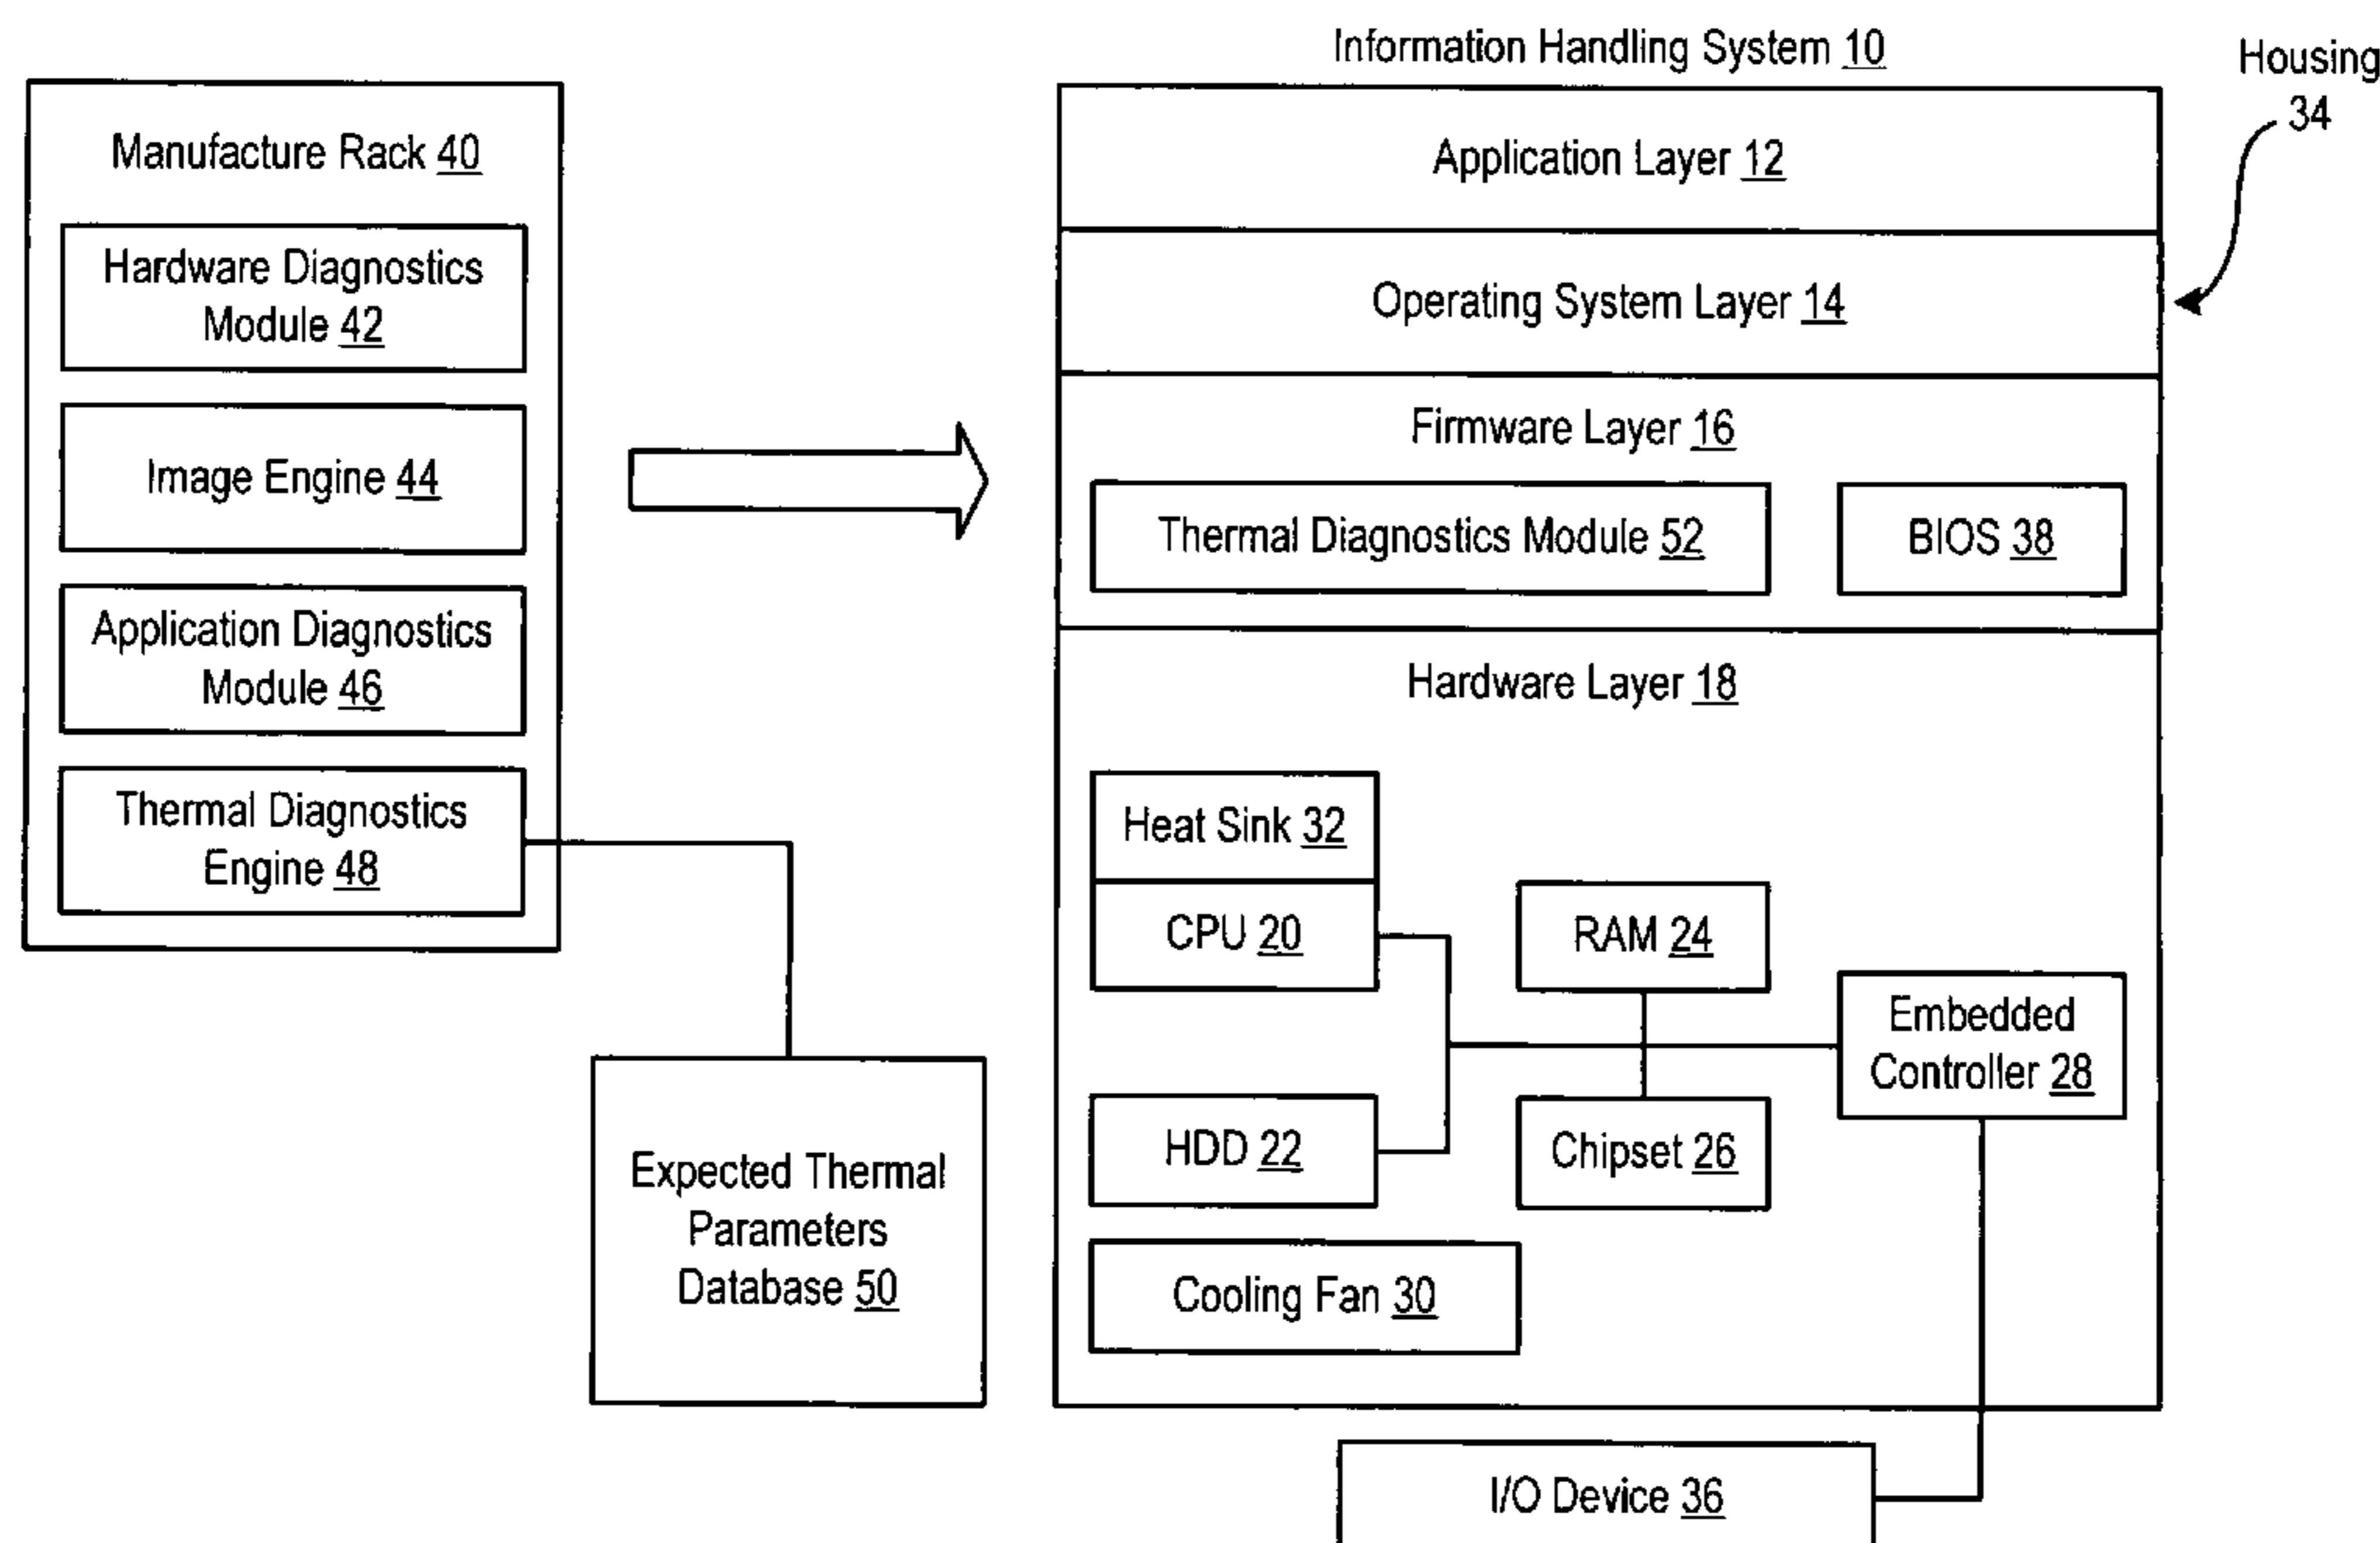 Information Handling System 10
Housing
34
Manufacture Rack 40
Hardware Diagnostics
Module 42
Image Engine 44
Application Diagnostics
Module 46
Thermal Diagnostics
Engine 48
Expected Thermal
Parameters
Database 50
Application Layer 12
Operating System Layer 14
Firmware Layer 16
Thermal Diagnostics Module 52
BIOS 38
Hardware Layer 18
Heat Sink 32
CPU 20
RAM 24
Embedded
Controller 28
HDD 22
Chipset 26
Cooling Fan 30
I/O Device 36